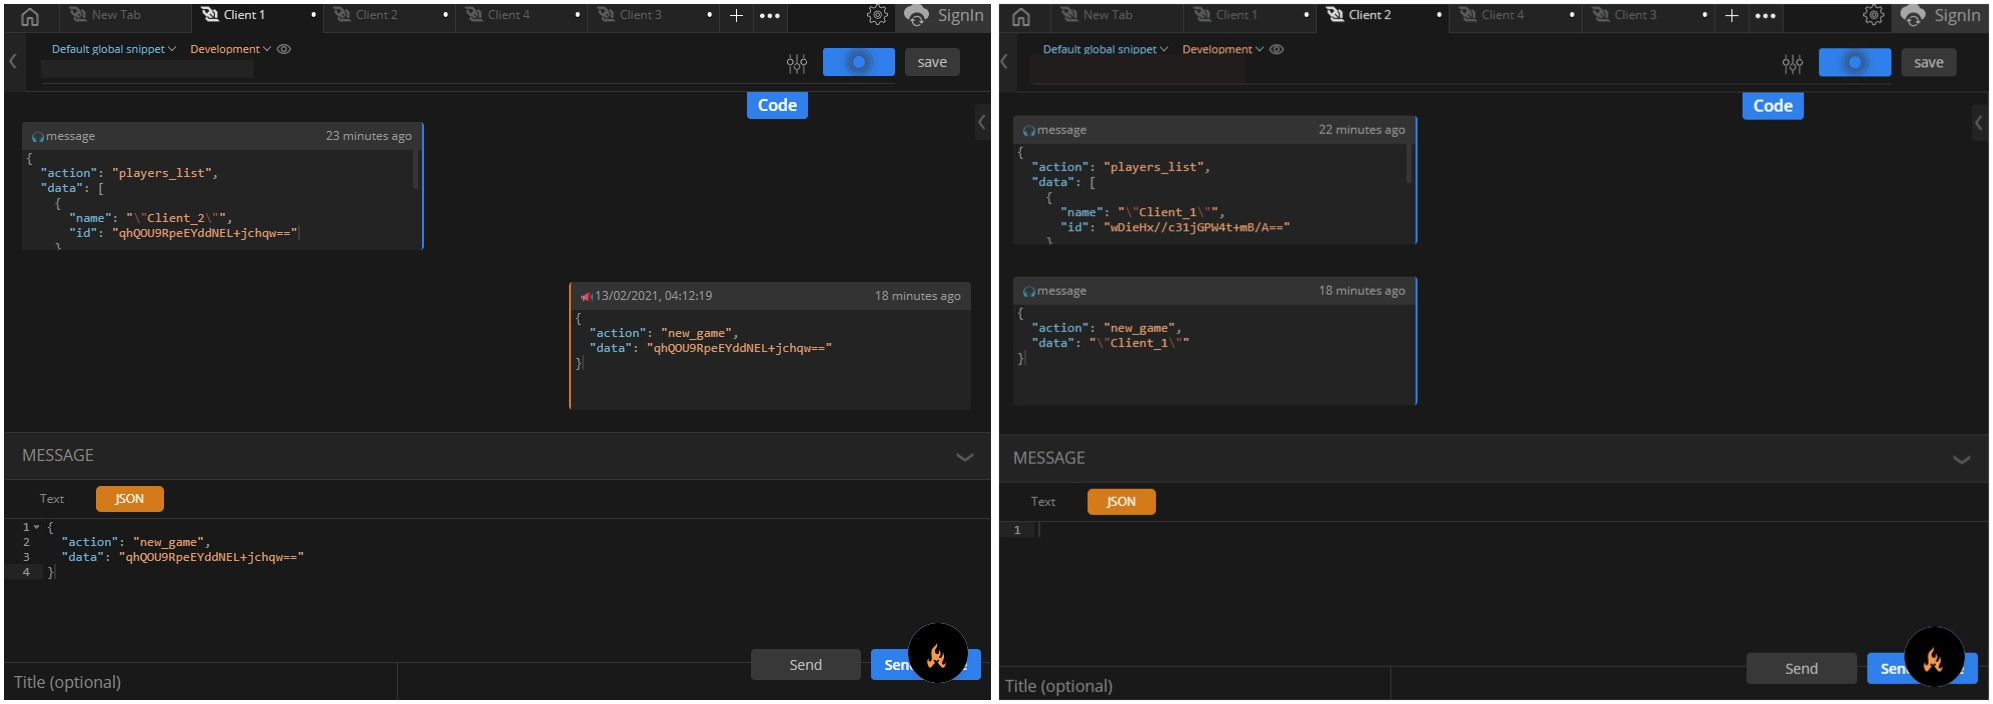 New Tab Client 1 Client 2 Client 4 Client 3 SignIn
Default global snippet Development
save
Code
message 23 minutes ago
{
"action": "players_list",
"data": [
{
"name": "\"Client_2\"",
"id": "qhQOU9RpeEYddNEL+jchqw=="
}
13/02/2021, 04:12:19 18 minutes ago
{
"action": "new_game",
"data": "qhQOU9RpeEYddNEL+jchqw=="
}
MESSAGE
Text JSON
1 {
2 "action": "new_game",
3 "data": "qhQOU9RpeEYddNEL+jchqw=="
4 }
Send
Title (optional)
New Tab Client 1 Client 2 Client 4 Client 3 SignIn
Default global snippet Development
save
Code
message 22 minutes ago
{
"action": "players_list",
"data": [
{
"name": "\"Client_1\"",
"id": "wDieHx//c31jGPW4t+mB/A=="
}
message 18 minutes ago
{
"action": "new_game",
"data": "\"Client_1\""
}
MESSAGE
Text JSON
1
Send
Title (optional)